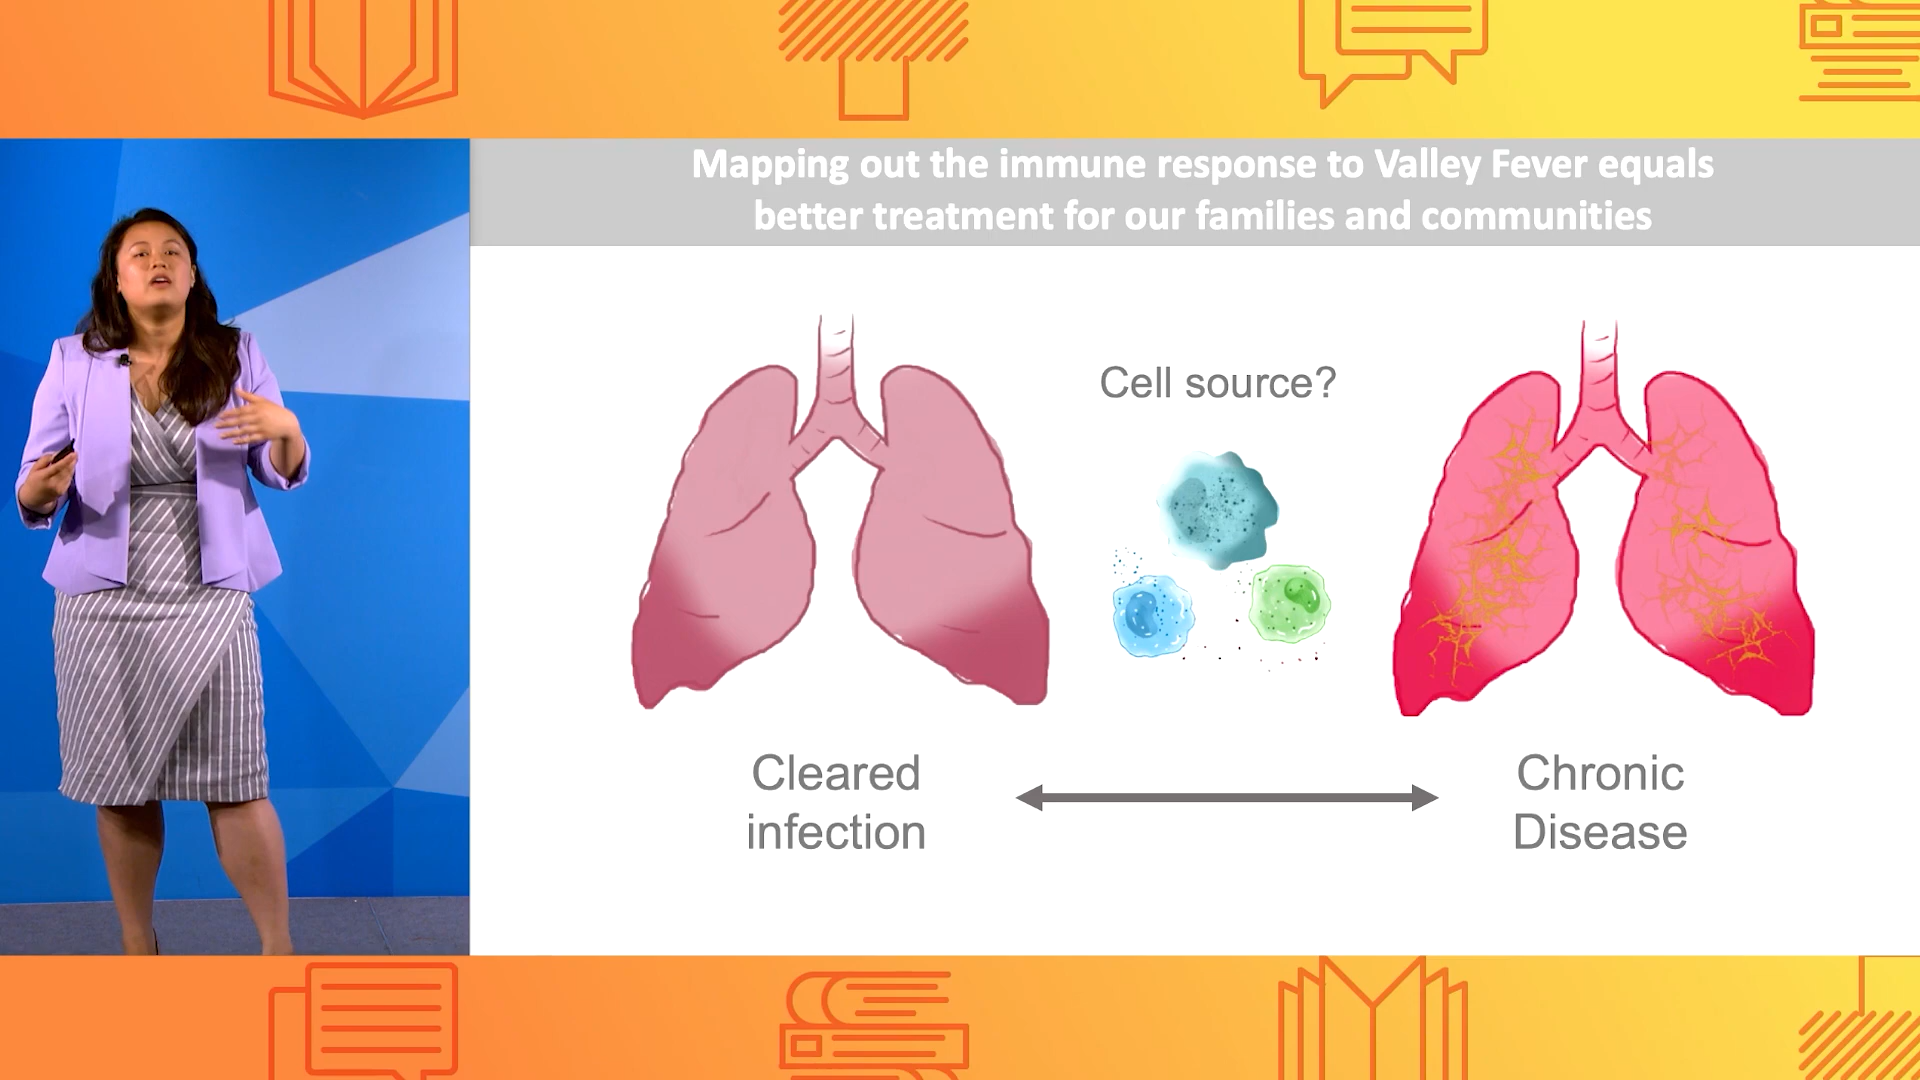 Mapping out the immune response to Valley Fever equals
better treatment for our families and communities
Cell source?
Cleared
infection
Chronic
Disease